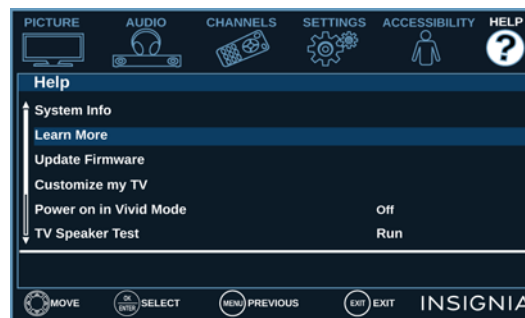 PICTURE AUDIO CHANNELS SETTINGS ACCESSIBILITY HELP
?
Help
System Info
Learn More
Update Firmware
Customize my TV
Power on in Vivid Mode Off
TV Speaker Test Run
MOVE OK ENTER SELECT MENU PREVIOUS EXIT EXIT INSIGNIA